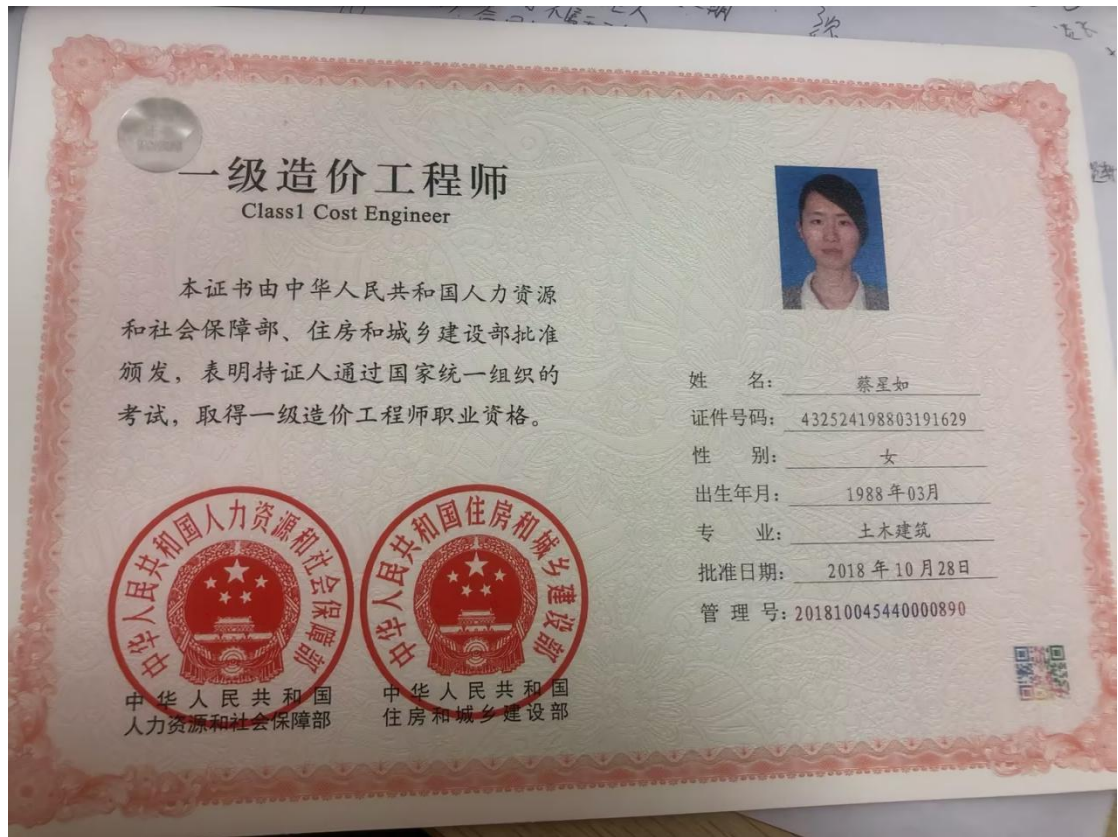 一级造价工程师
Class1 Cost Engineer
本证书由中华人民共和国人力资源
和社会保障部、住房和城乡建设部批准
颁发，表明持证人通过国家统一组织的
考试，取得一级造价工程师职业资格。
中华人民共和国人力资源和社会保障部
中华人民共和国
人力资源和社会保障部
中华人民共和国住房和城乡建设部
中华人民共和国
住房和城乡建设部
姓 名： 蔡星如
证件号码： 432524198803191629
性 别： 女
出生年月： 1988年03月
专 业： 土木建筑
批准日期： 2018年10月28日
管 理 号：201810045440000890